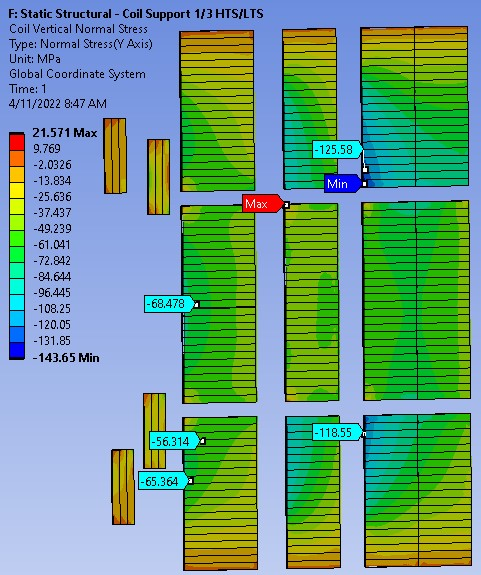 F: Static Structural - Coil Support 1/3 HTS/LTS
Coil Vertical Normal Stress
Type: Normal Stress(Y Axis)
Unit: MPa
Global Coordinate System
Time: 1
4/11/2022 8:47 AM
21.571 Max
9.769
-2.0326
-13.834
-25.636
-37.437
-49.239
-61.041
-72.842
-84.644
-96.445
-108.25
-120.05
-131.85
-143.65 Min
-125.58
Min
Max
-68.478
-56.314
-118.55
-65.364